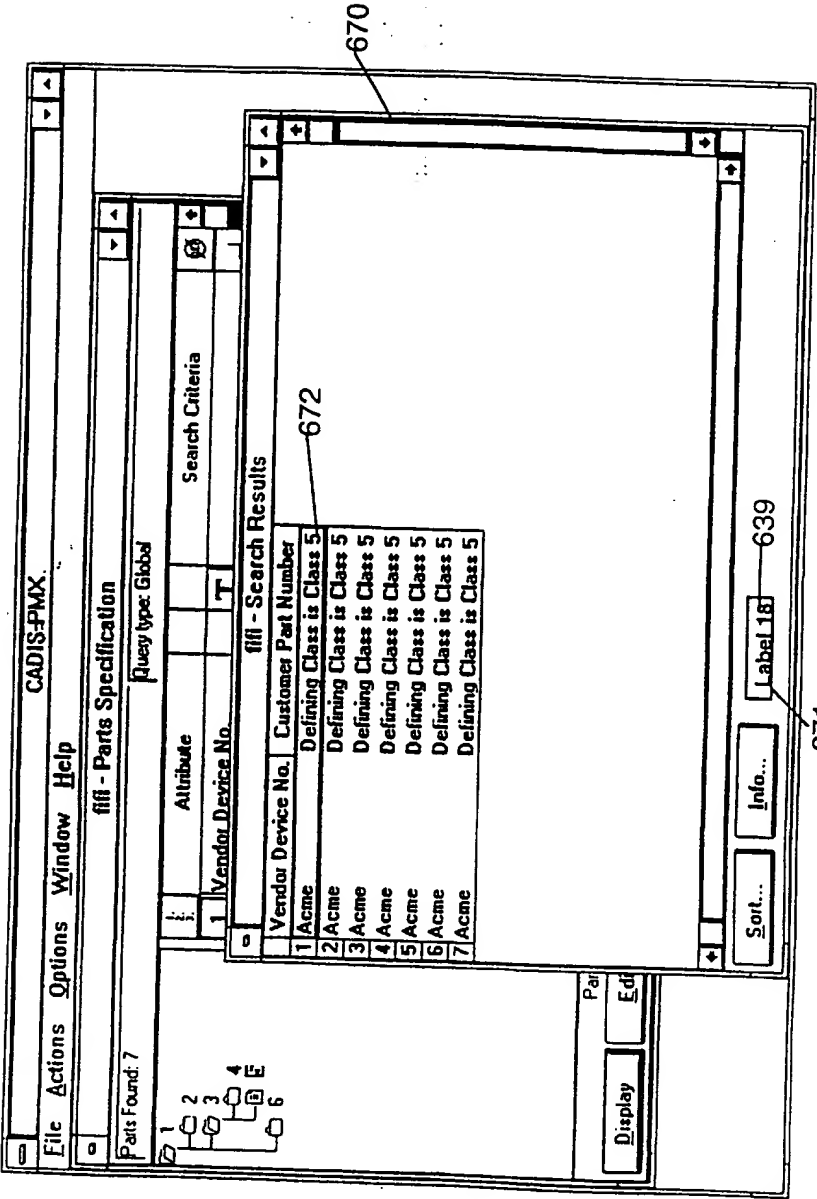 CADIS-PMX
File Actions Options Window Help
fifi - Parts Specification
Parts Found: 7
Query type: Global
Attribute
Search Criteria
1 Vendor Device No.
T
1
2
3
4
6
fifi - Search Results
Vendor Device No. Customer Part Number
1 Acme Defining Class is Class 5
2 Acme Defining Class is Class 5
3 Acme Defining Class is Class 5
4 Acme Defining Class is Class 5
5 Acme Defining Class is Class 5
6 Acme Defining Class is Class 5
7 Acme Defining Class is Class 5
672
670
Display
Sort...
Info...
Label 18
639